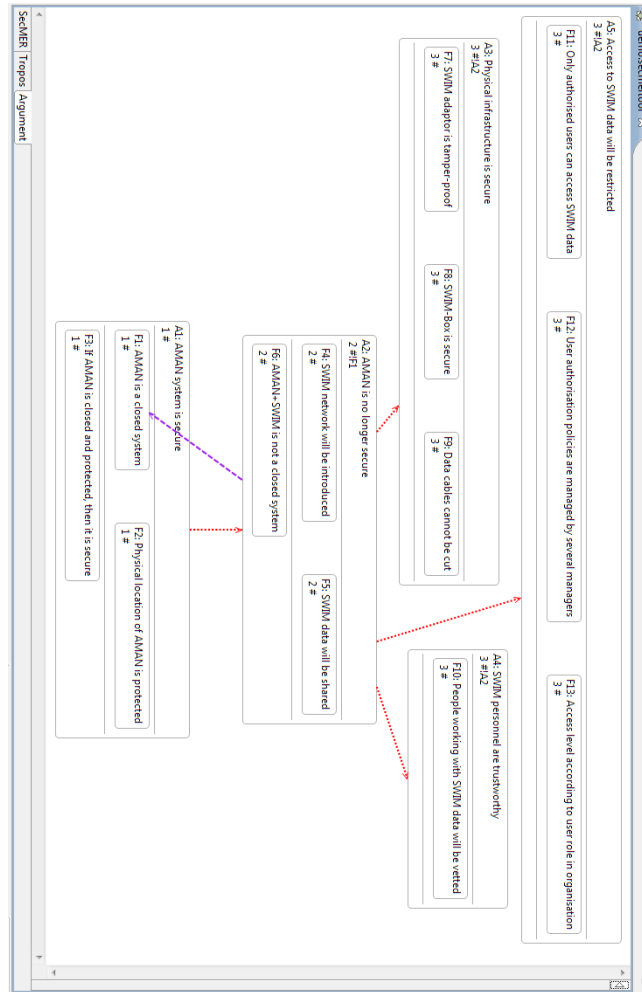 demo.secmertool
A5: Access to SWIM data will be restricted
3 #!A2
F11: Only authorised users can access SWIM data
3 #
F12: User authorisation policies are managed by several managers
3 #
F13: Access level according to user role in organisation
3 #
A3: Physical infrastructure is secure
3 #!A2
F7: SWIM adaptor is tamper-proof
3 #
F8: SWIM-Box is secure
3 #
F9: Data cables cannot be cut
3 #
A4: SWIM personnel are trustworthy
3 #!A2
F10: People working with SWIM data will be vetted
3 #
A2: AMAN is no longer secure
2 #!F1
F4: SWIM network will be introduced
2 #
F5: SWIM data will be shared
2 #
F6: AMAN+SWIM is not a closed system
2 #
A1: AMAN system is secure
1 #
F1: AMAN is a closed system
1 #
F2: Physical location of AMAN is protected
1 #
F3: If AMAN is closed and protected, then it is secure
1 #
SecMER Tropos Argument